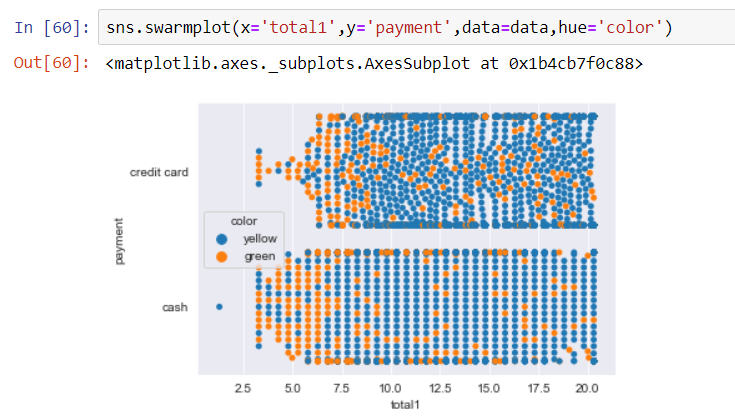 In [60]: sns.swarmplot(x='total1',y='payment',data=data,hue='color')
Out[60]: <matplotlib.axes._subplots.AxesSubplot at 0x1b4cb7f0c88>
credit card
color
yellow
green
payment
cash
2.5 5.0 7.5 10.0 12.5 15.0 17.5 20.0
total1